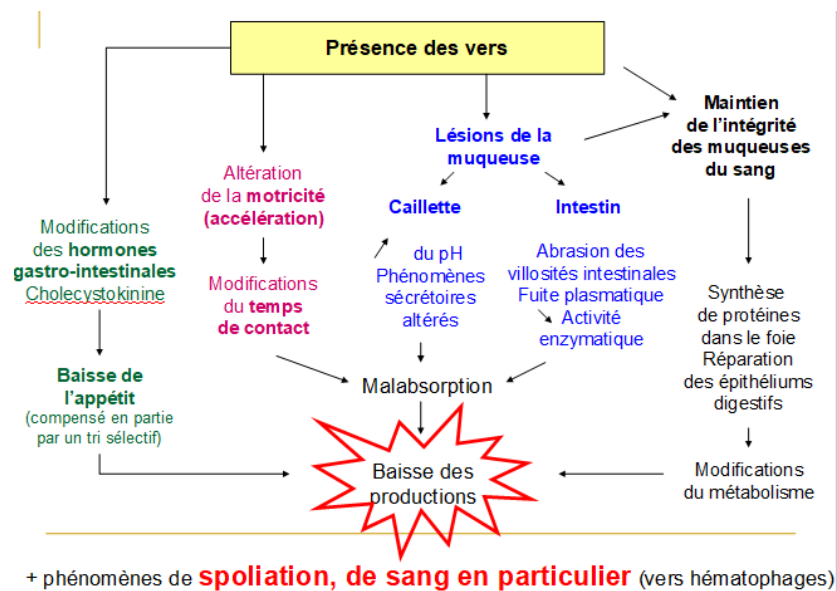 Présence des vers
Maintien
de l'intégrité
des muqueuses
du sang
Lésions de la
muqueuse
Altération
de la motricité
(accélération)
Caillette
Intestin
Modifications
des hormones
gastro-intestinales
Cholecystokinine
du pH
Phénomènes
sécrétoires
altérés
Abrasion des
villosités intestinales
Fuite plasmatique
Activité
enzymatique
Modifications
du temps
de contact
Synthèse
de protéines
dans le foie
Réparation
des épithéliums
digestifs
Baisse de
l'appétit
(compensé en partie
par un tri sélectif)
Malabsorption
Baisse des
productions
Modifications
du métabolisme
+ phénomènes de spoliation, de sang en particulier (vers hématophages)